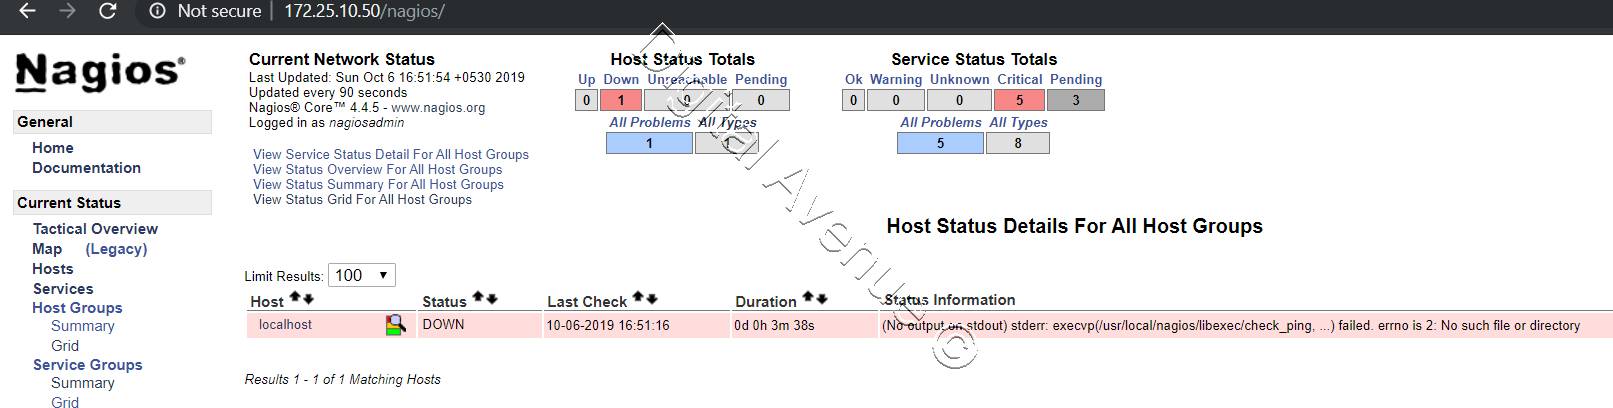 Not secure | 172.25.10.50/nagios/
Nagios®
General
Home
Documentation
Current Status
Tactical Overview
Map (Legacy)
Hosts
Services
Host Groups
Summary
Grid
Service Groups
Summary
Grid
Current Network Status
Last Updated: Sun Oct 6 16:51:54 +0530 2019
Updated every 90 seconds
Nagios® Core™ 4.4.5 - www.nagios.org
Logged in as nagiosadmin
View Service Status Detail For All Host Groups
View Status Overview For All Host Groups
View Status Summary For All Host Groups
View Status Grid For All Host Groups
Host Status Totals
Up Down Unreachable Pending
0 1 0 0
All Problems All Types
1 1
Service Status Totals
Ok Warning Unknown Critical Pending
0 0 0 5 3
All Problems All Types
5 8
Host Status Details For All Host Groups
Limit Results: 100
Host Status Last Check Duration Status Information
localhost DOWN 10-06-2019 16:51:16 0d 0h 3m 38s (No output on stdout) stderr: execvp(/usr/local/nagios/libexec/check_ping, ...) failed. errno is 2: No such file or directory
Results 1 - 1 of 1 Matching Hosts
Digital Avenue ©